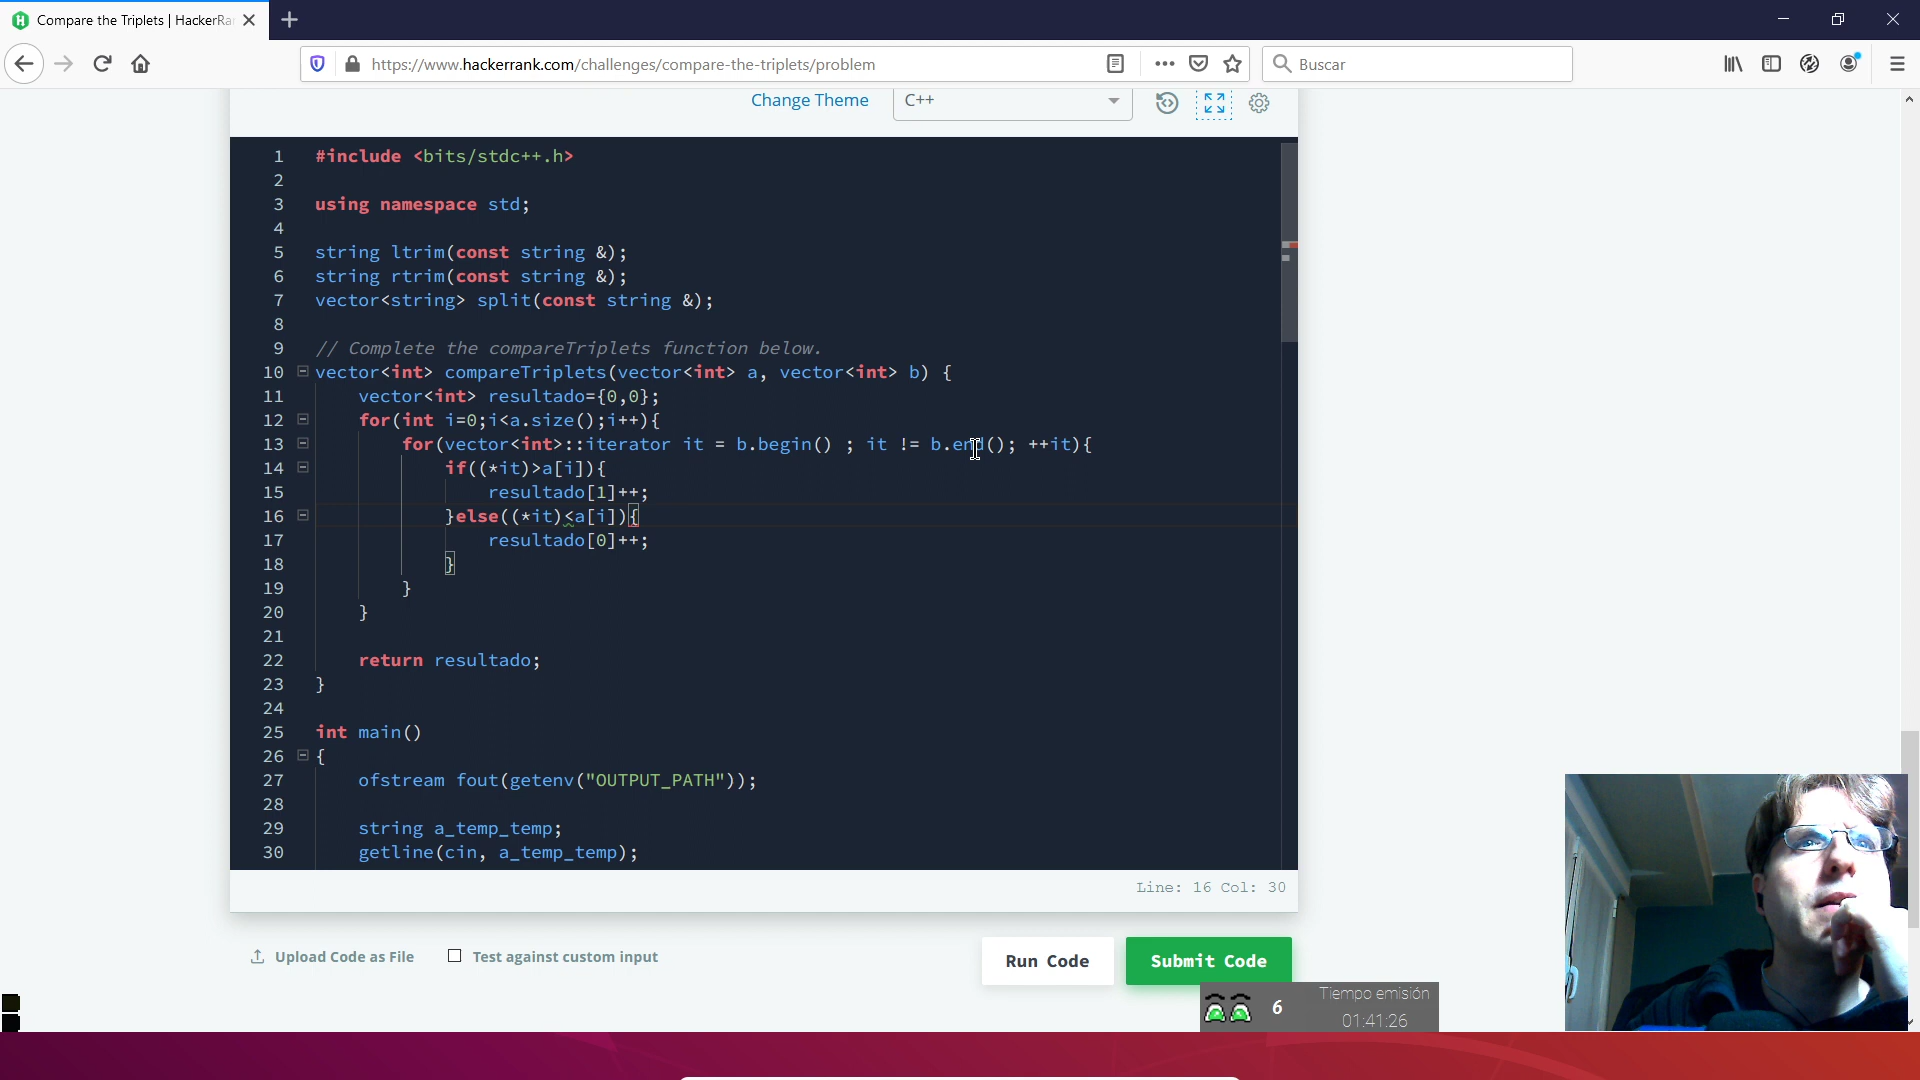 Compare the Triplets | HackerRa
https://www.hackerrank.com/challenges/compare-the-triplets/problem
Buscar
Change Theme
C++
1 #include <bits/stdc++.h>
2
3 using namespace std;
4
5 string ltrim(const string &);
6 string rtrim(const string &);
7 vector<string> split(const string &);
8
9 // Complete the compareTriplets function below.
10 vector<int> compareTriplets(vector<int> a, vector<int> b) {
11 vector<int> resultado={0,0};
12 for(int i=0;i<a.size();i++){
13 for(vector<int>::iterator it = b.begin() ; it != b.end(); ++it){
14 if((*it)>a[i]){
15 resultado[1]++;
16 }else((*it)<a[i]){
17 resultado[0]++;
18 }
19 }
20 }
21
22 return resultado;
23 }
24
25 int main()
26 {
27 ofstream fout(getenv("OUTPUT_PATH"));
28
29 string a_temp_temp;
30 getline(cin, a_temp_temp);
Line: 16 Col: 30
Upload Code as File
Test against custom input
Run Code
Submit Code
6
Tiempo emisión
01:41:26